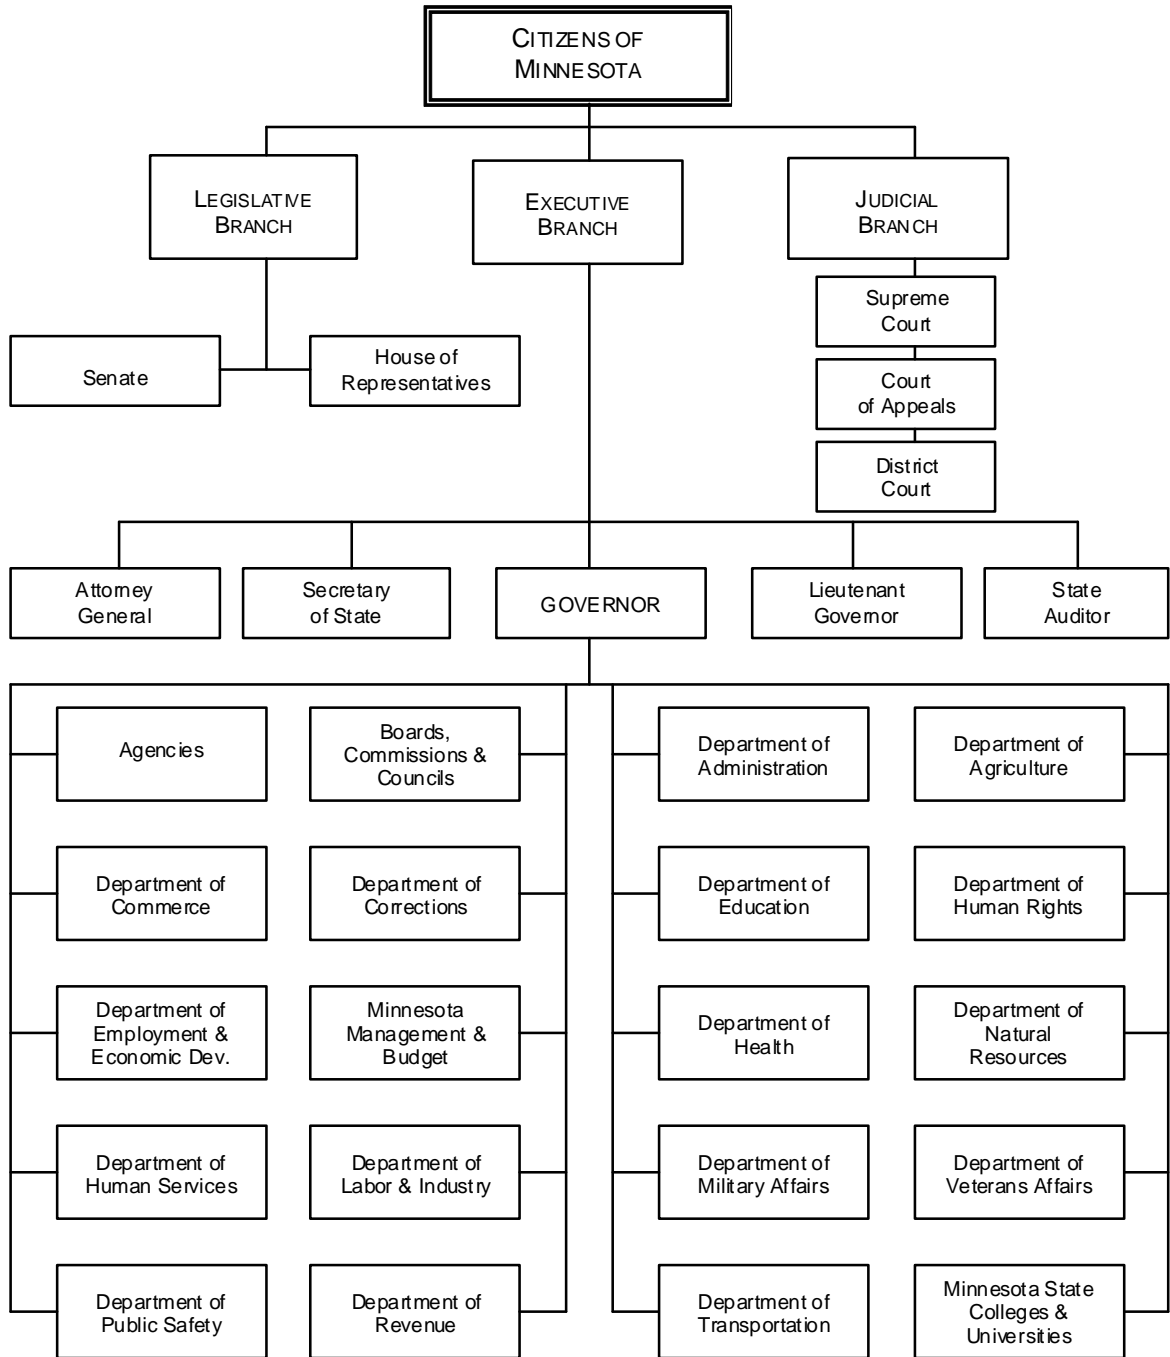 CITIZENS OF
MINNESOTA
LEGISLATIVE
BRANCH
EXECUTIVE
BRANCH
JUDICIAL
BRANCH
Supreme
Court
Senate
House of
Representatives
Court
of Appeals
District
Court
Attorney
General
Secretary
of State
GOVERNOR
Lieutenant
Governor
State
Auditor
Agencies
Boards,
Commissions &
Councils
Department of
Administration
Department of
Agriculture
Department of
Commerce
Department of
Corrections
Department of
Education
Department of
Human Rights
Department of
Employment &
Economic Dev.
Minnesota
Management &
Budget
Department of
Health
Department of
Natural
Resources
Department of
Human Services
Department of
Labor & Industry
Department of
Military Affairs
Department of
Veterans Affairs
Department of
Public Safety
Department of
Revenue
Department of
Transportation
Minnesota State
Colleges &
Universities